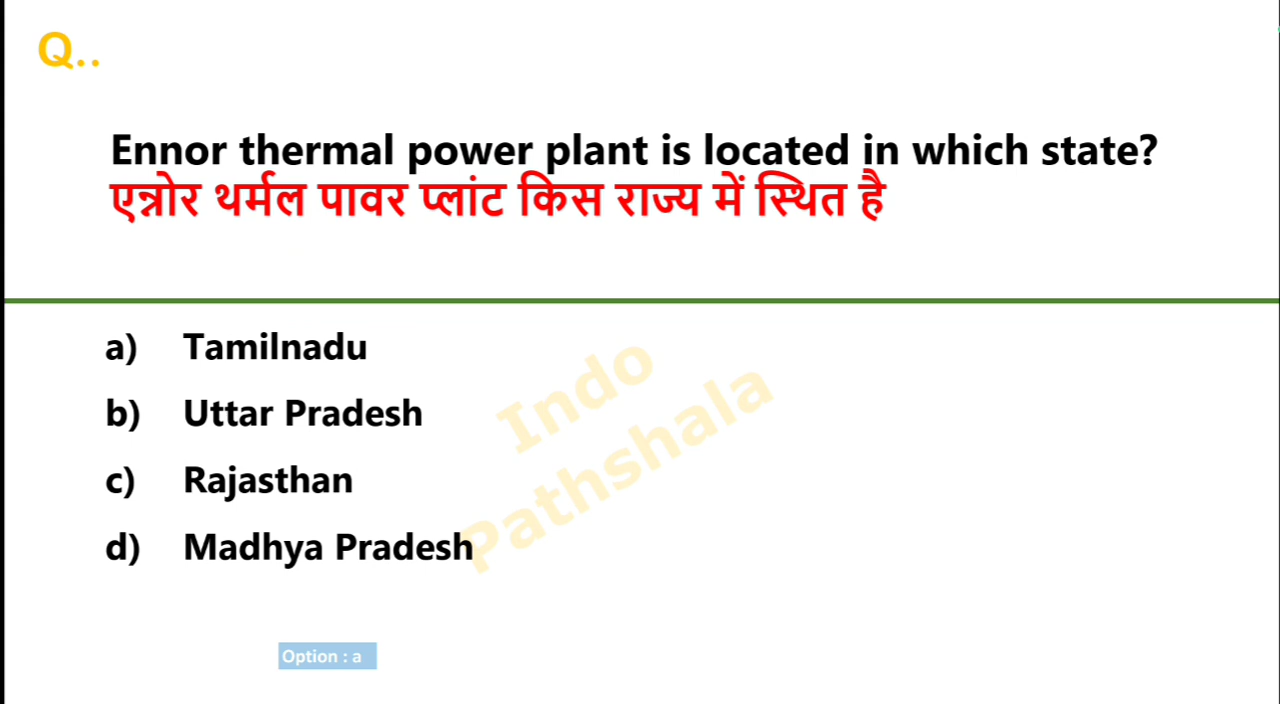 Q..
Ennor thermal power plant is located in which state?
एन्नोर थर्मल पावर प्लांट किस राज्य में स्थित है
a) Tamilnadu
b) Uttar Pradesh
c) Rajasthan
d) Madhya Pradesh
Indo
Pathshala
Option : a